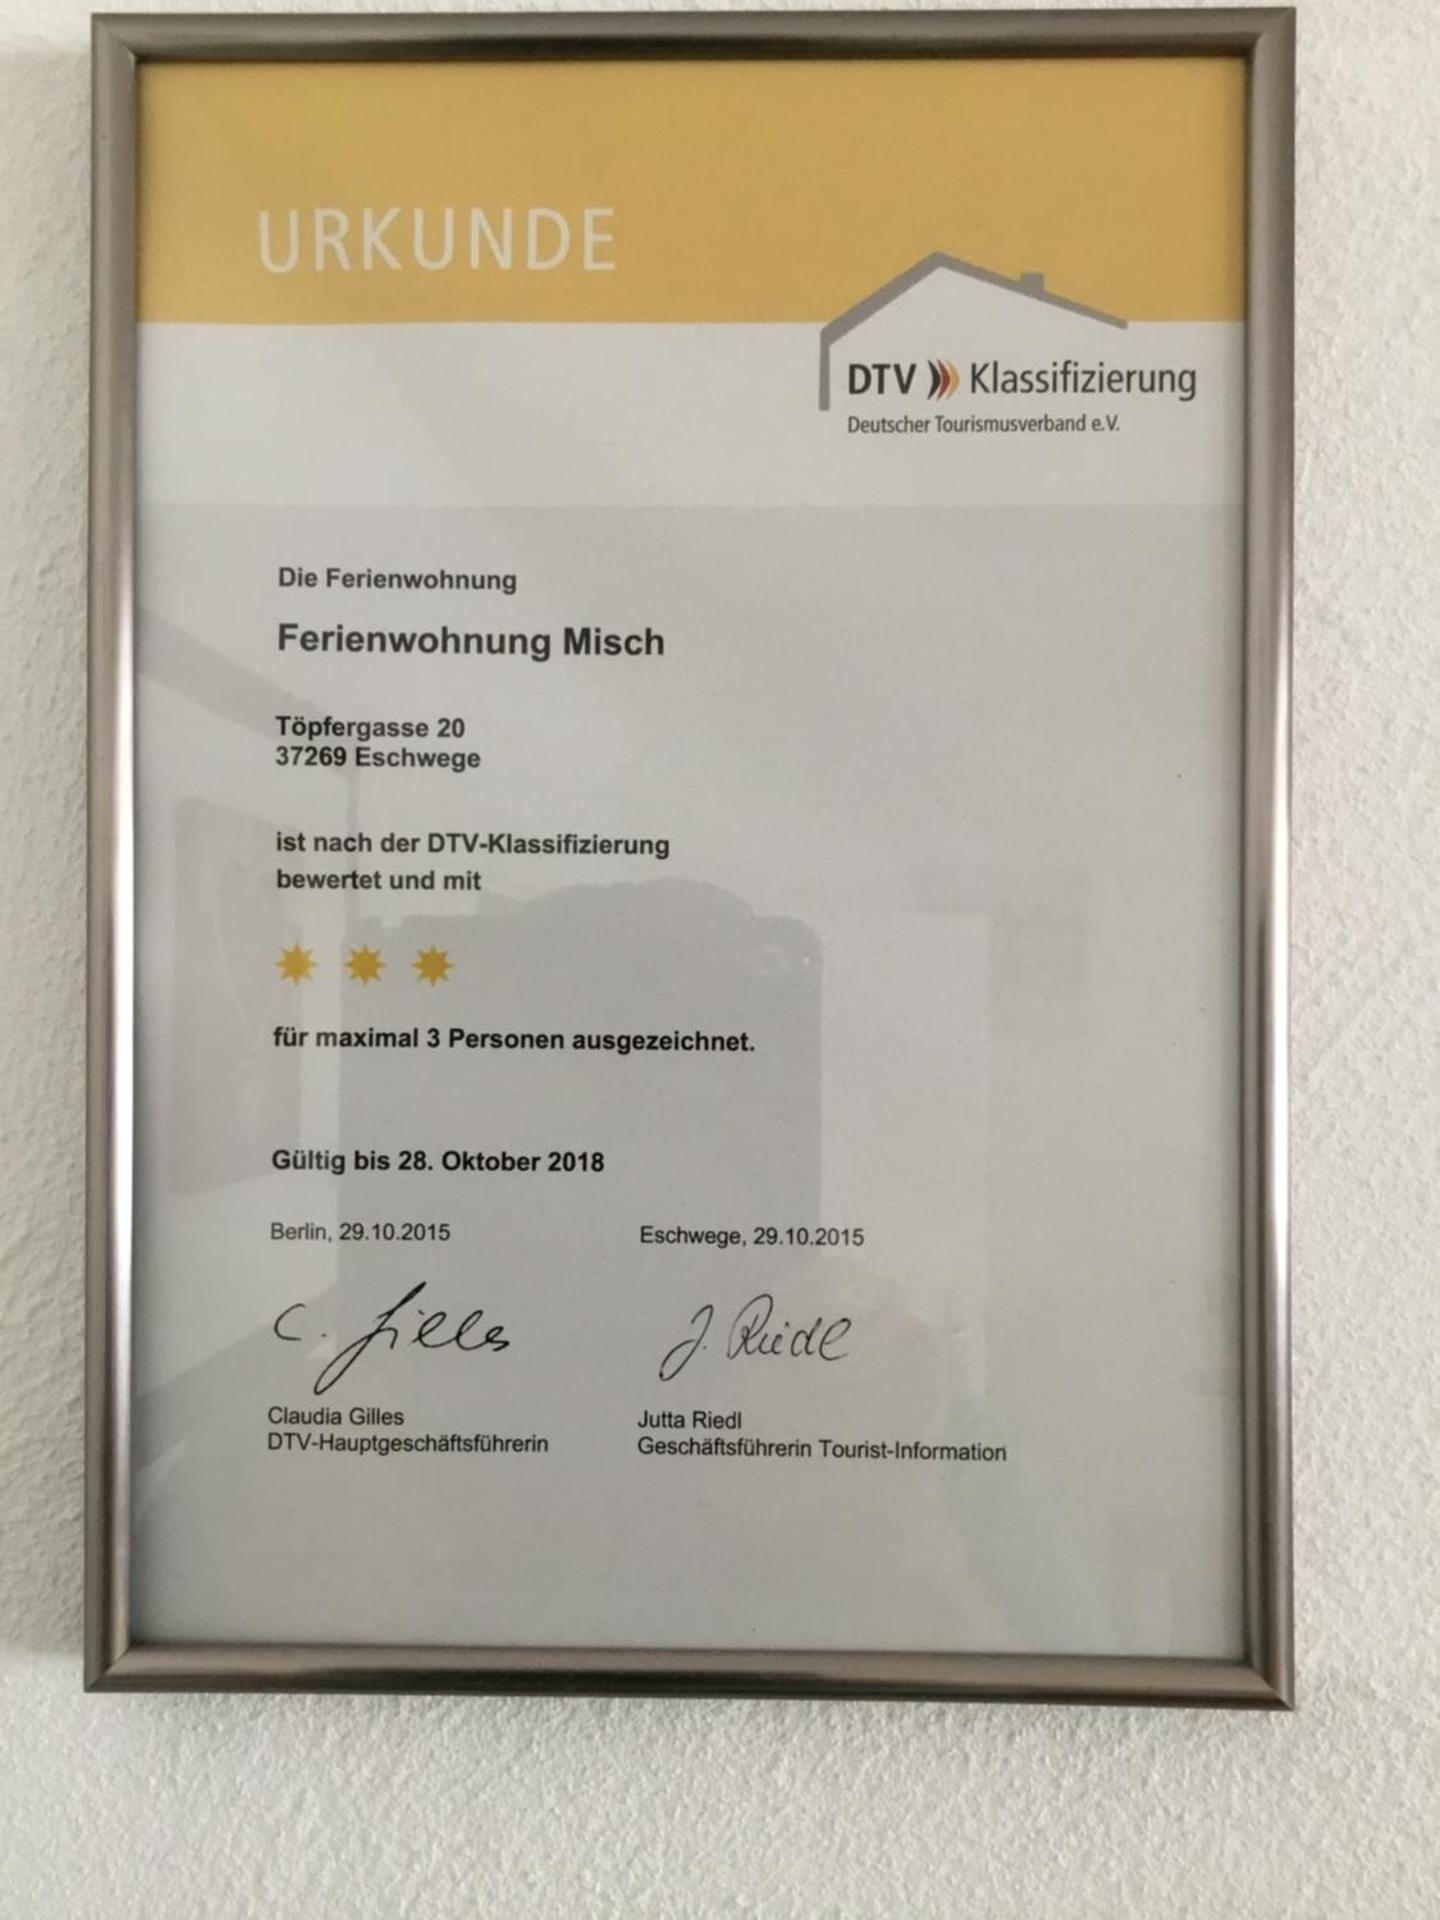 URKUNDE
DTV Klassifizierung
Deutscher Tourismusverband e.V.
Die Ferienwohnung
Ferienwohnung Misch
Töpfergasse 20
37269 Eschwege
ist nach der DTV-Klassifizierung
bewertet und mit
für maximal 3 Personen ausgezeichnet.
Gültig bis 28. Oktober 2018
Berlin, 29.10.2015
Eschwege, 29.10.2015
C. Gilles
J. Riedl
Claudia Gilles
DTV-Hauptgeschäftsführerin
Jutta Riedl
Geschäftsführerin Tourist-Information